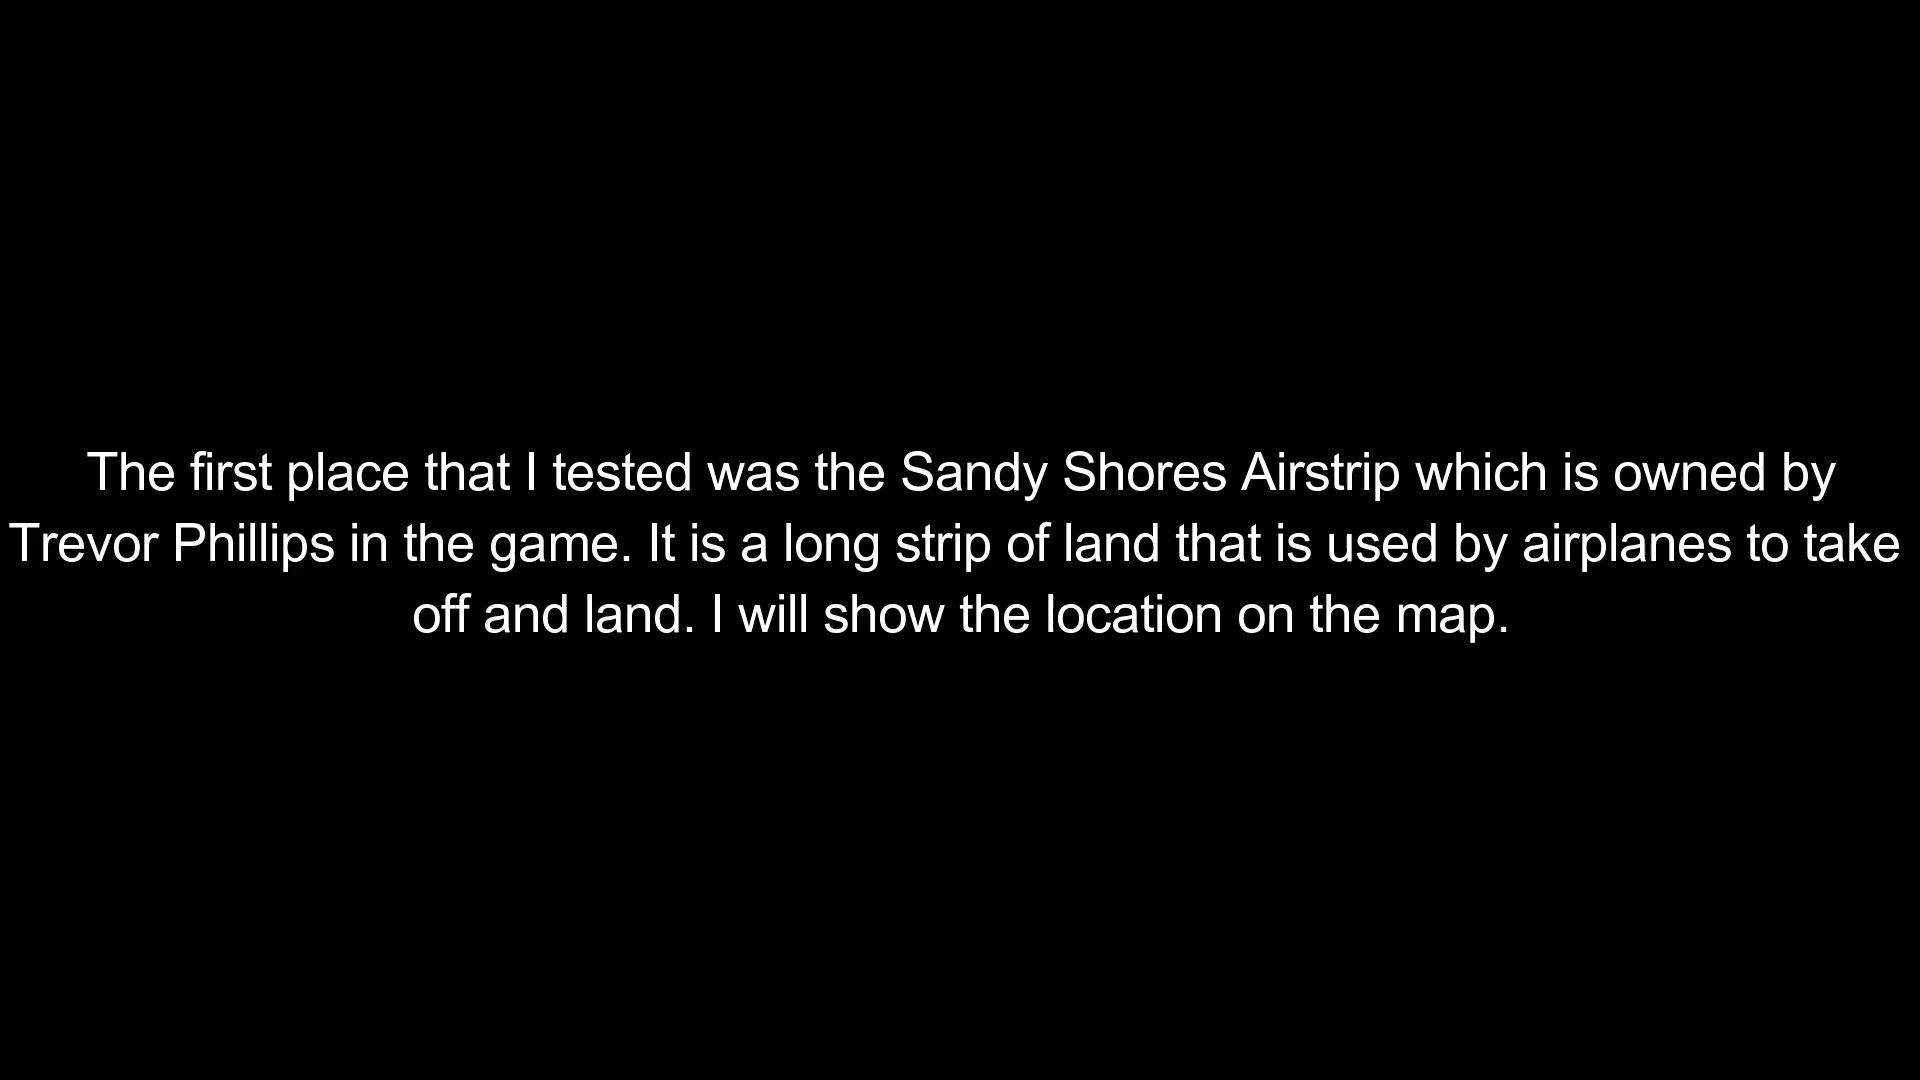 The first place that I tested was the Sandy Shores Airstrip which is owned by
Trevor Phillips in the game. It is a long strip of land that is used by airplanes to take
off and land. I will show the location on the map.